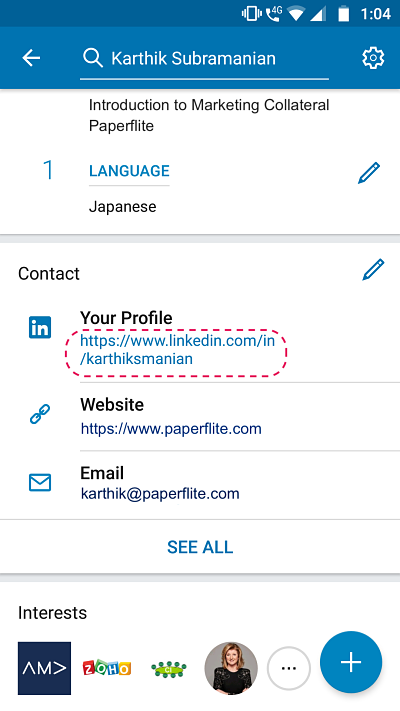 4G 1:04
Karthik Subramanian
Introduction to Marketing Collateral
Paperflite
1 LANGUAGE
Japanese
Contact
in Your Profile
https://www.linkedin.com/in
/karthiksmanian
Website
https://www.paperflite.com
Email
karthik@paperflite.com
SEE ALL
Interests
ZOHO